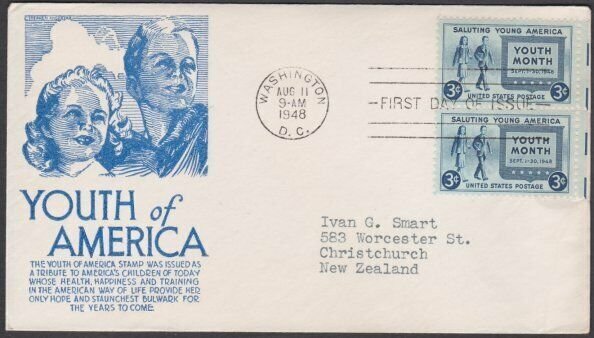 STEPHEN ANDERSON
YOUTH of
AMERICA
THE YOUTH OF AMERICA STAMP WAS ISSUED AS
A TRIBUTE TO AMERICA'S CHILDREN OF TODAY
WHOSE HEALTH, HAPPINESS AND TRAINING
IN THE AMERICAN WAY OF LIFE PROVIDE HER
ONLY HOPE AND STAUNCHEST BULWARK FOR
THE YEARS TO COME.
WASHINGTON
AUG 11
9-AM
1948
D. C.
FIRST DAY OF ISSUE
SALUTING YOUNG AMERICA
YOUTH
MONTH
SEPT. 1-30, 1948
3¢ 3¢
UNITED STATES POSTAGE
SALUTING YOUNG AMERICA
YOUTH
MONTH
SEPT. 1-30, 1948
3¢ 3¢
UNITED STATES POSTAGE
Ivan G. Smart
583 Worcester St.
Christchurch
New Zealand